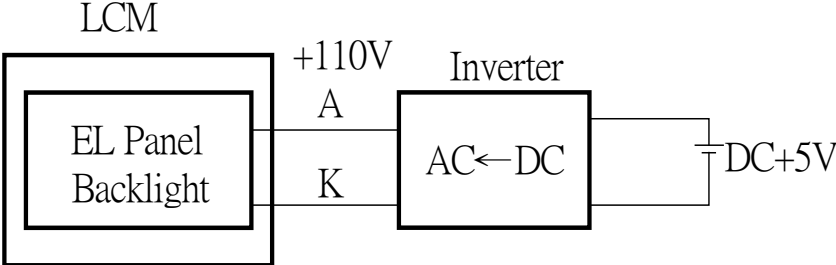 LCM
+110V
Inverter
A
EL Panel
Backlight
AC←DC
DC+5V
K